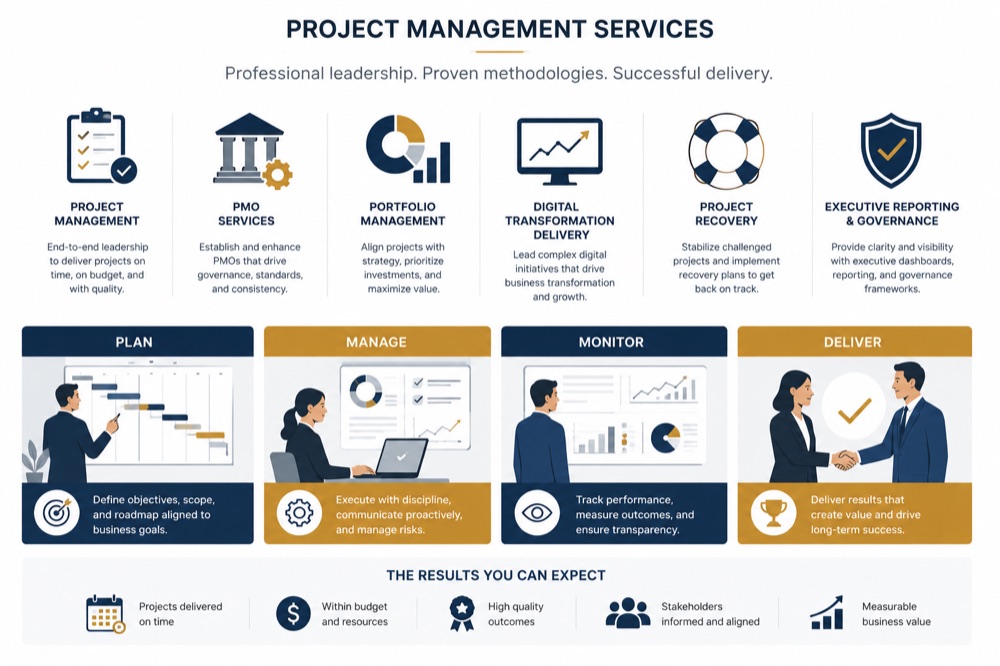 PROJECT MANAGEMENT SERVICES
Professional leadership. Proven methodologies. Successful delivery.
PROJECT
MANAGEMENT
End-to-end leadership
to deliver projects on
time, on budget, and
with quality.
PMO
SERVICES
Establish and enhance
PMOs that drive
governance, standards,
and consistency.
PORTFOLIO
MANAGEMENT
Align projects with
strategy, prioritize
investments, and
maximize value.
DIGITAL
TRANSFORMATION
DELIVERY
Lead complex digital
initiatives that drive
business transformation
and growth.
PROJECT
RECOVERY
Stabilize challenged
projects and implement
recovery plans to get
back on track.
EXECUTIVE REPORTING
& GOVERNANCE
Provide clarity and visibility
with executive dashboards,
reporting, and governance
frameworks.
PLAN
Define objectives, scope,
and roadmap aligned to
business goals.
MANAGE
Execute with discipline,
communicate proactively,
and manage risks.
MONITOR
Track performance,
measure outcomes, and
ensure transparency.
DELIVER
Deliver results that
create value and drive
long-term success.
THE RESULTS YOU CAN EXPECT
Projects delivered
on time
$
Within budget
and resources
High quality
outcomes
Stakeholders
informed and aligned
Measurable
business value